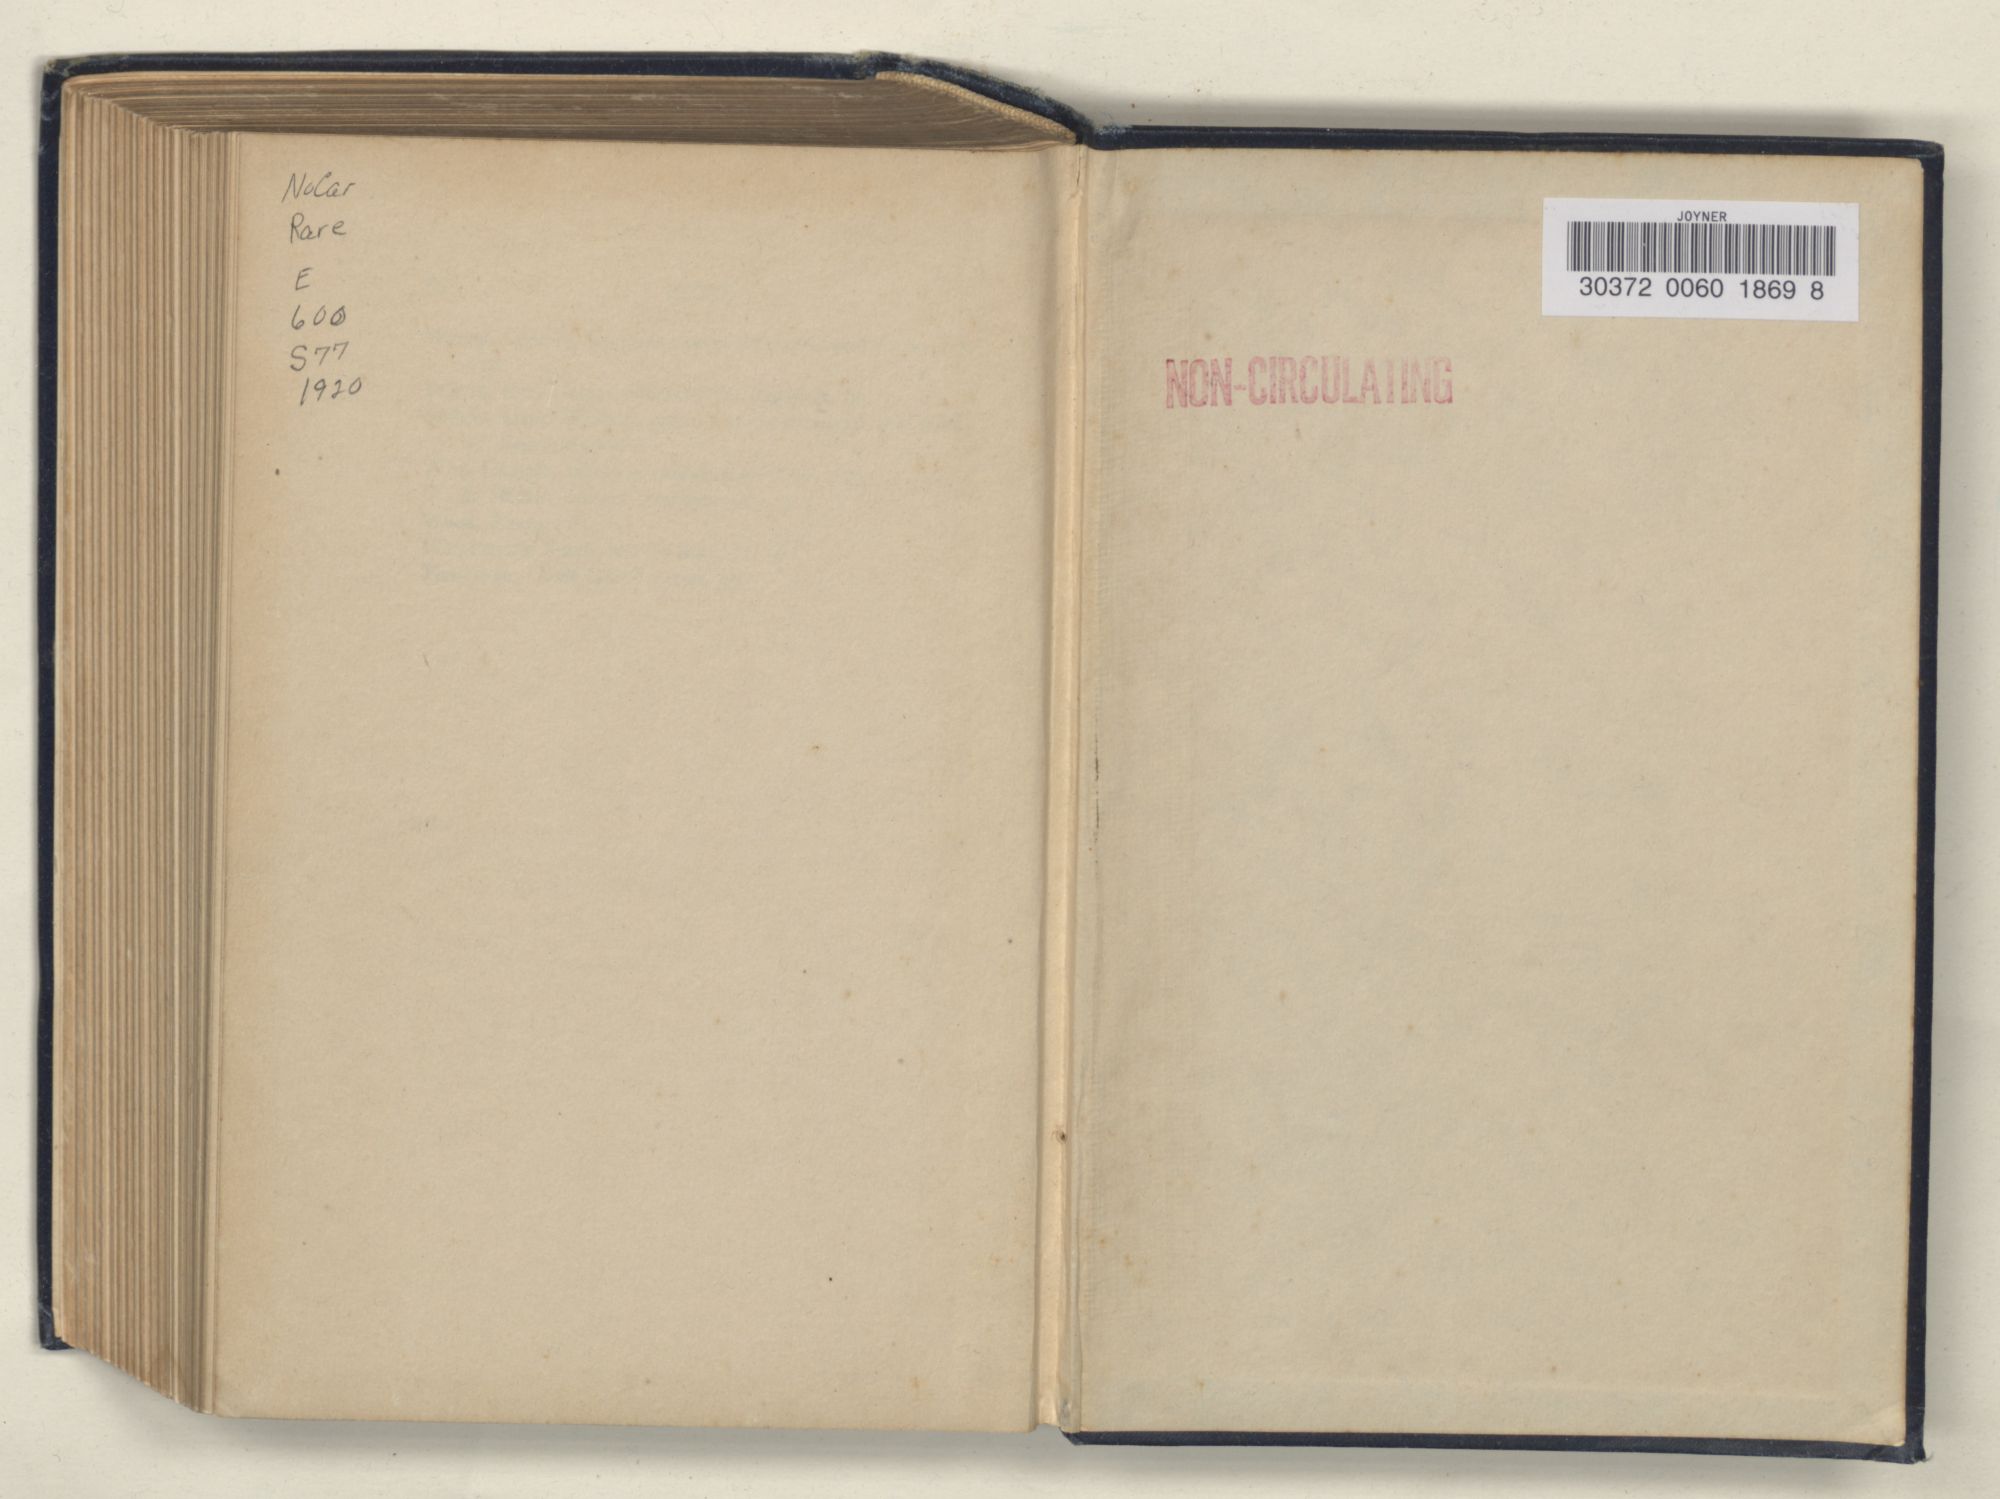 NoCar
Rare
E
600
S77
1920
JOYNER
30372 0060 1869 8
NON-CIRCULATING